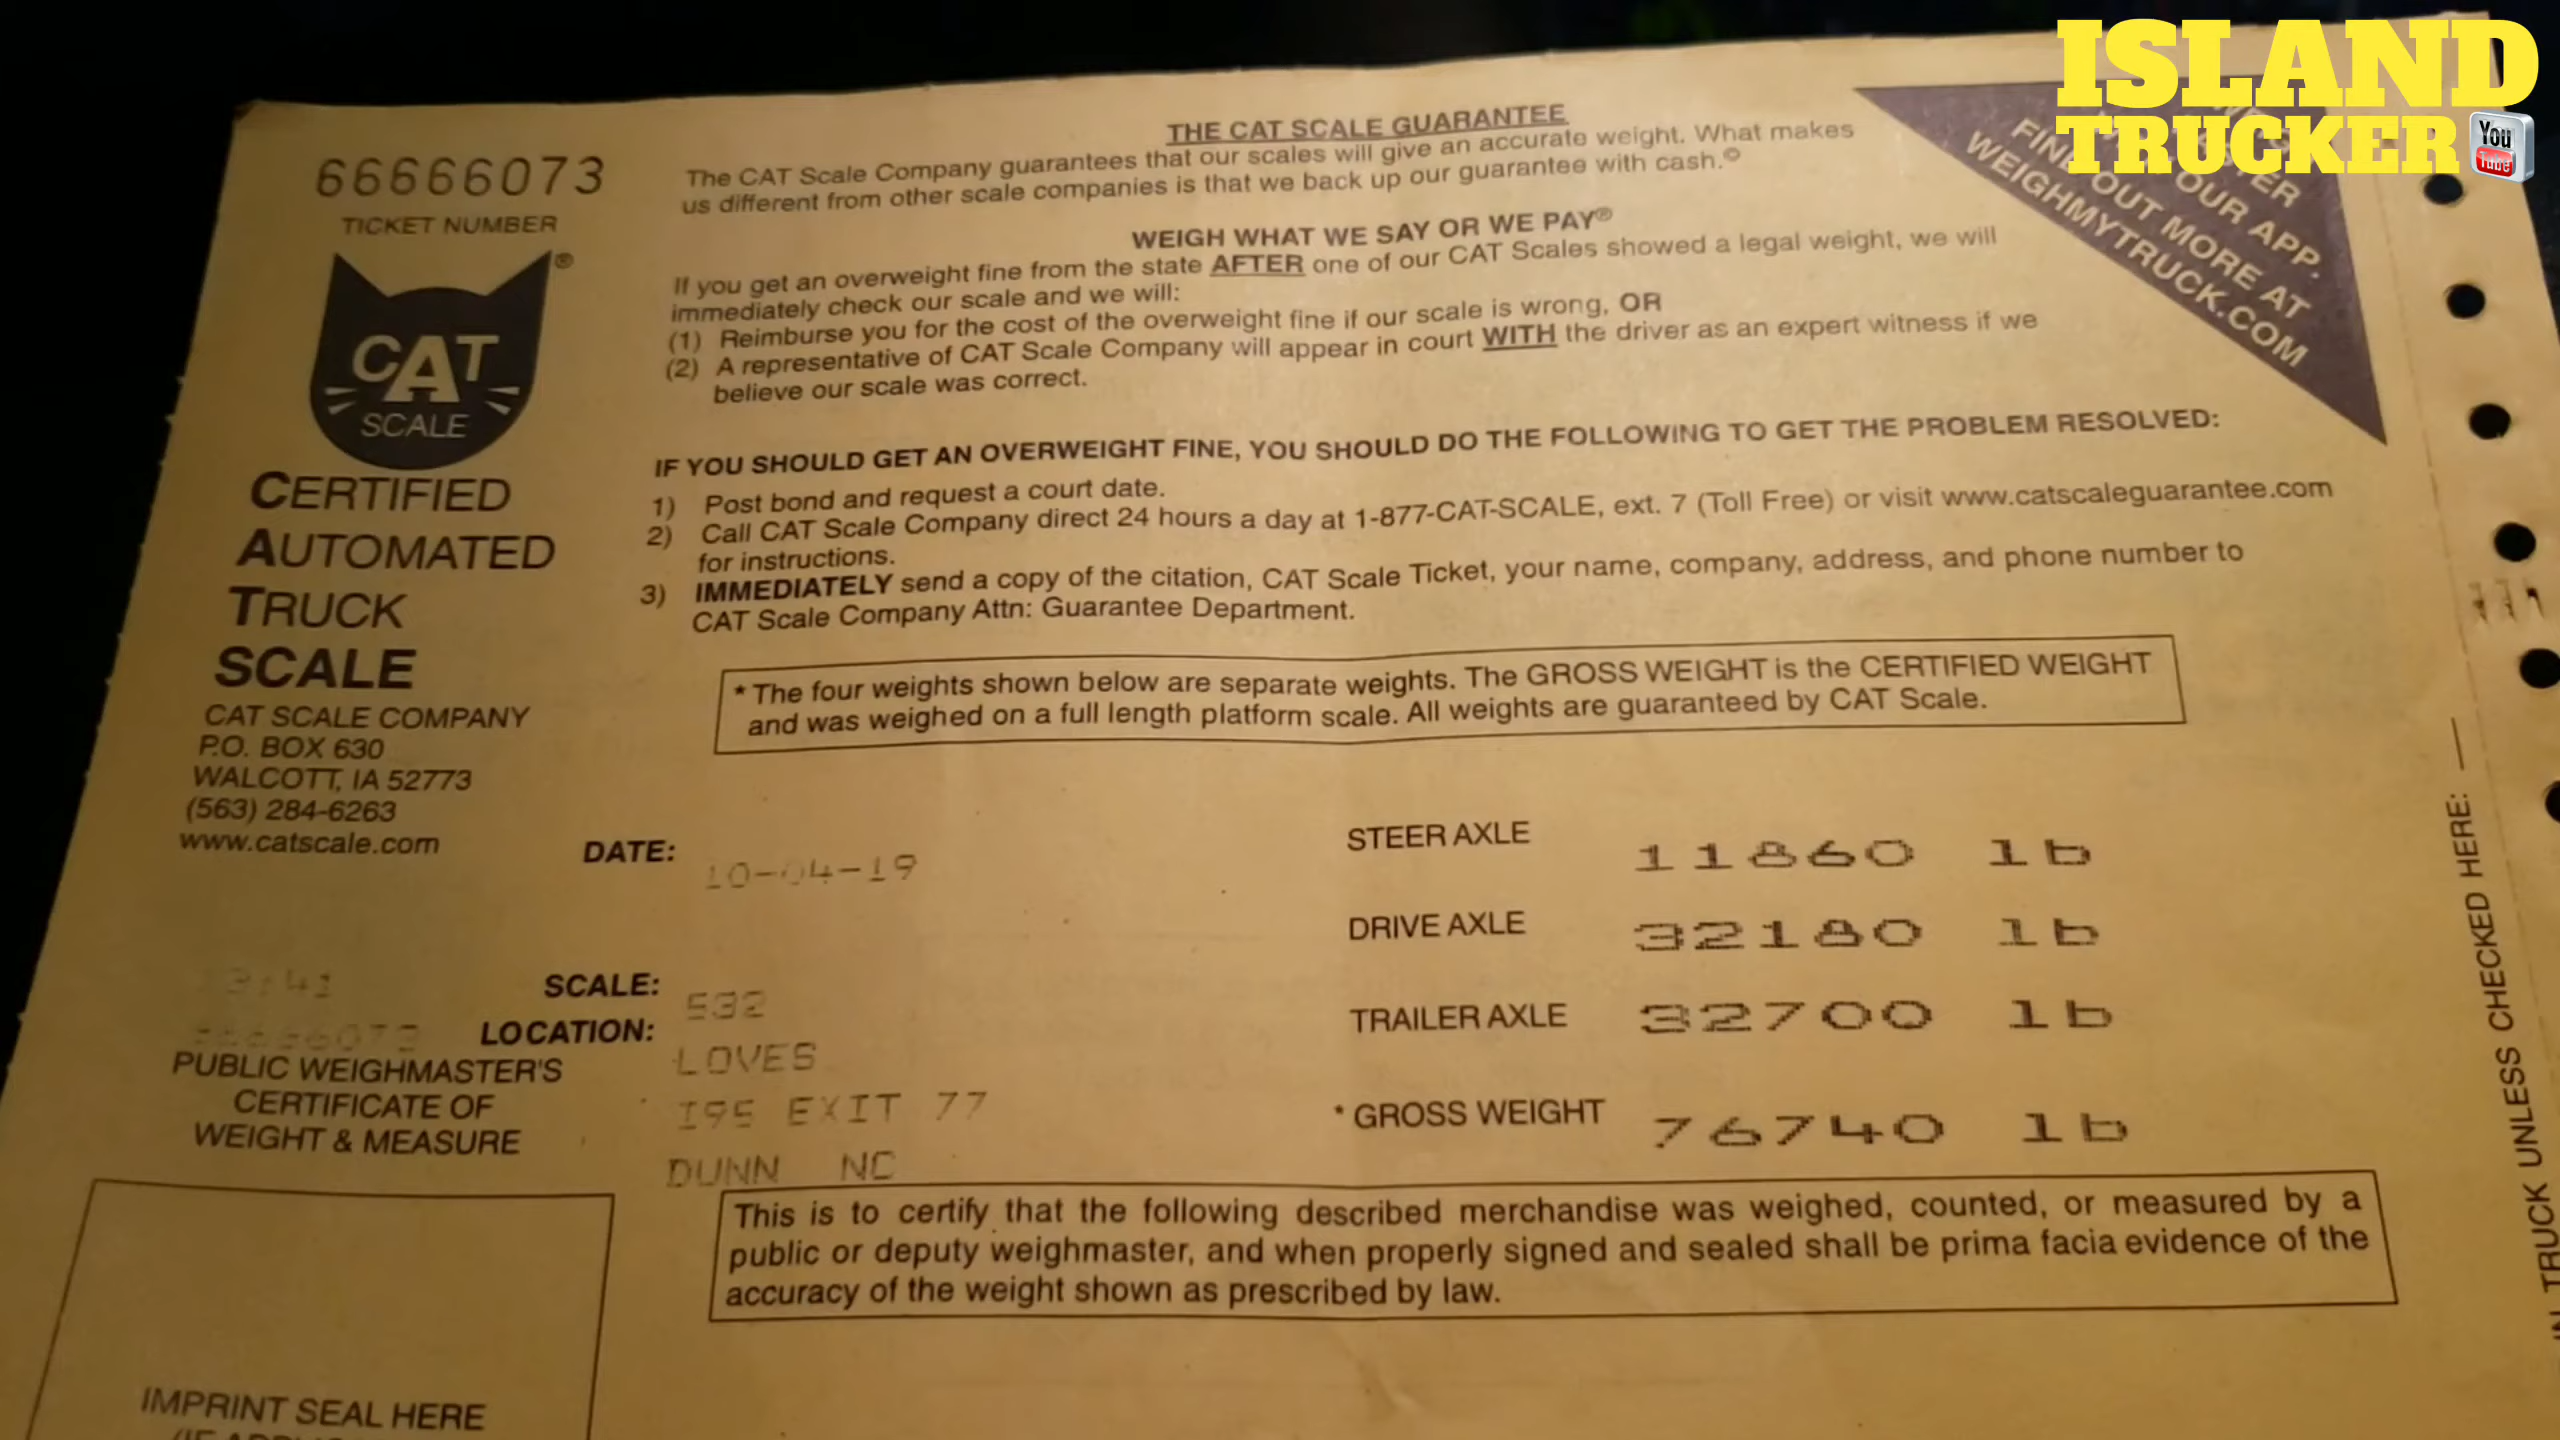 ISLAND
TRUCKER
You
Tube
66666073
TICKET NUMBER
CAT
SCALE
®
CERTIFIED
AUTOMATED
TRUCK
SCALE
CAT SCALE COMPANY
P.O. BOX 630
WALCOTT, IA 52773
(563) 284-6263
www.catscale.com
THE CAT SCALE GUARANTEE
The CAT Scale Company guarantees that our scales will give an accurate weight. What makes
us different from other scale companies is that we back up our guarantee with cash.©
WEIGH WHAT WE SAY OR WE PAY®
If you get an overweight fine from the state AFTER one of our CAT Scales showed a legal weight, we will
immediately check our scale and we will:
(1) Reimburse you for the cost of the overweight fine if our scale is wrong, OR
(2) A representative of CAT Scale Company will appear in court WITH the driver as an expert witness if we
believe our scale was correct.
OUR APP.
FIND OUT MORE AT
WEIGHMYTRUCK.COM
IF YOU SHOULD GET AN OVERWEIGHT FINE, YOU SHOULD DO THE FOLLOWING TO GET THE PROBLEM RESOLVED:
1) Post bond and request a court date.
2) Call CAT Scale Company direct 24 hours a day at 1-877-CAT-SCALE, ext. 7 (Toll Free) or visit www.catscaleguarantee.com
for instructions.
3) IMMEDIATELY send a copy of the citation, CAT Scale Ticket, your name, company, address, and phone number to
CAT Scale Company Attn: Guarantee Department.
* The four weights shown below are separate weights. The GROSS WEIGHT is the CERTIFIED WEIGHT
and was weighed on a full length platform scale. All weights are guaranteed by CAT Scale.
DATE: 10-04-19
STEER AXLE 11860 lb
DRIVE AXLE 32180 lb
TRAILER AXLE 32700 lb
* GROSS WEIGHT 76740 lb
13:41
66666073
SCALE: 532
LOCATION: LOVES
I95 EXIT 77
DUNN NC
PUBLIC WEIGHMASTER'S
CERTIFICATE OF
WEIGHT & MEASURE
This is to certify that the following described merchandise was weighed, counted, or measured by a
public or deputy weighmaster, and when properly signed and sealed shall be prima facia evidence of the
accuracy of the weight shown as prescribed by law.
IMPRINT SEAL HERE
IN TRUCK UNLESS CHECKED HERE: